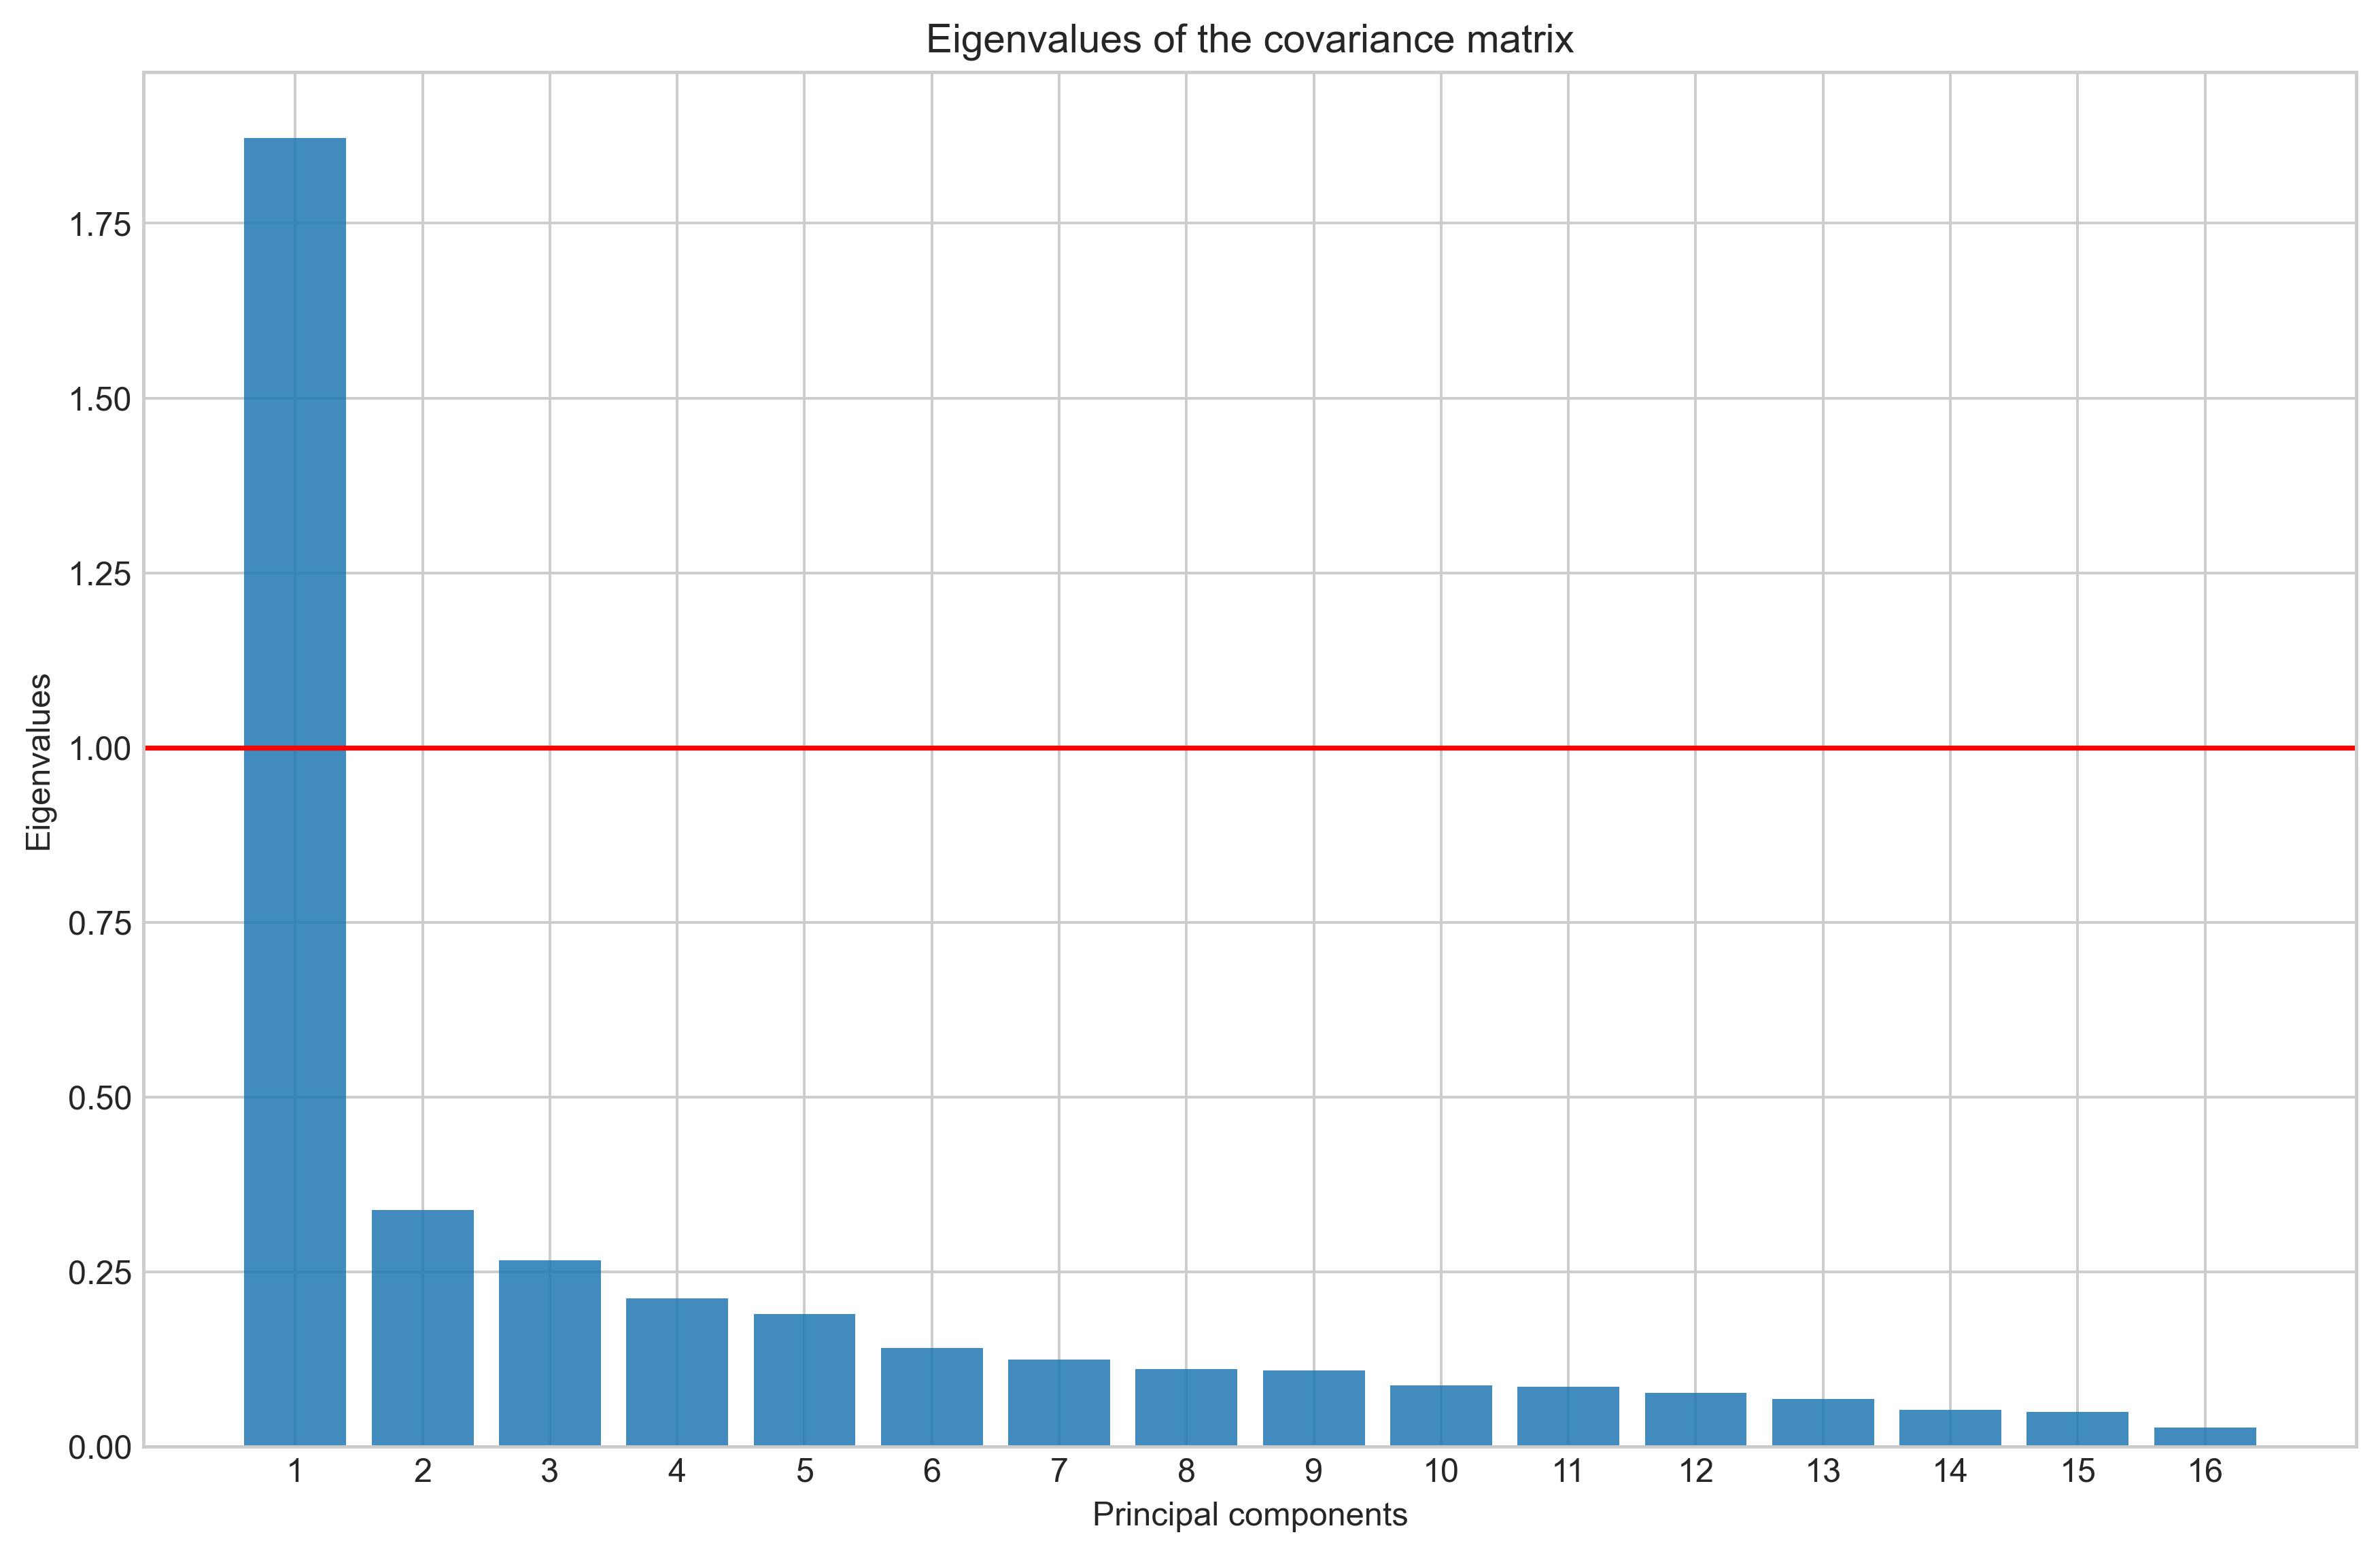 Eigenvalues of the covariance matrix
Eigenvalues
1.75
1.50
1.25
1.00
0.75
0.50
0.25
0.00
1 2 3 4 5 6 7 8 9 10 11 12 13 14 15 16
Principal components